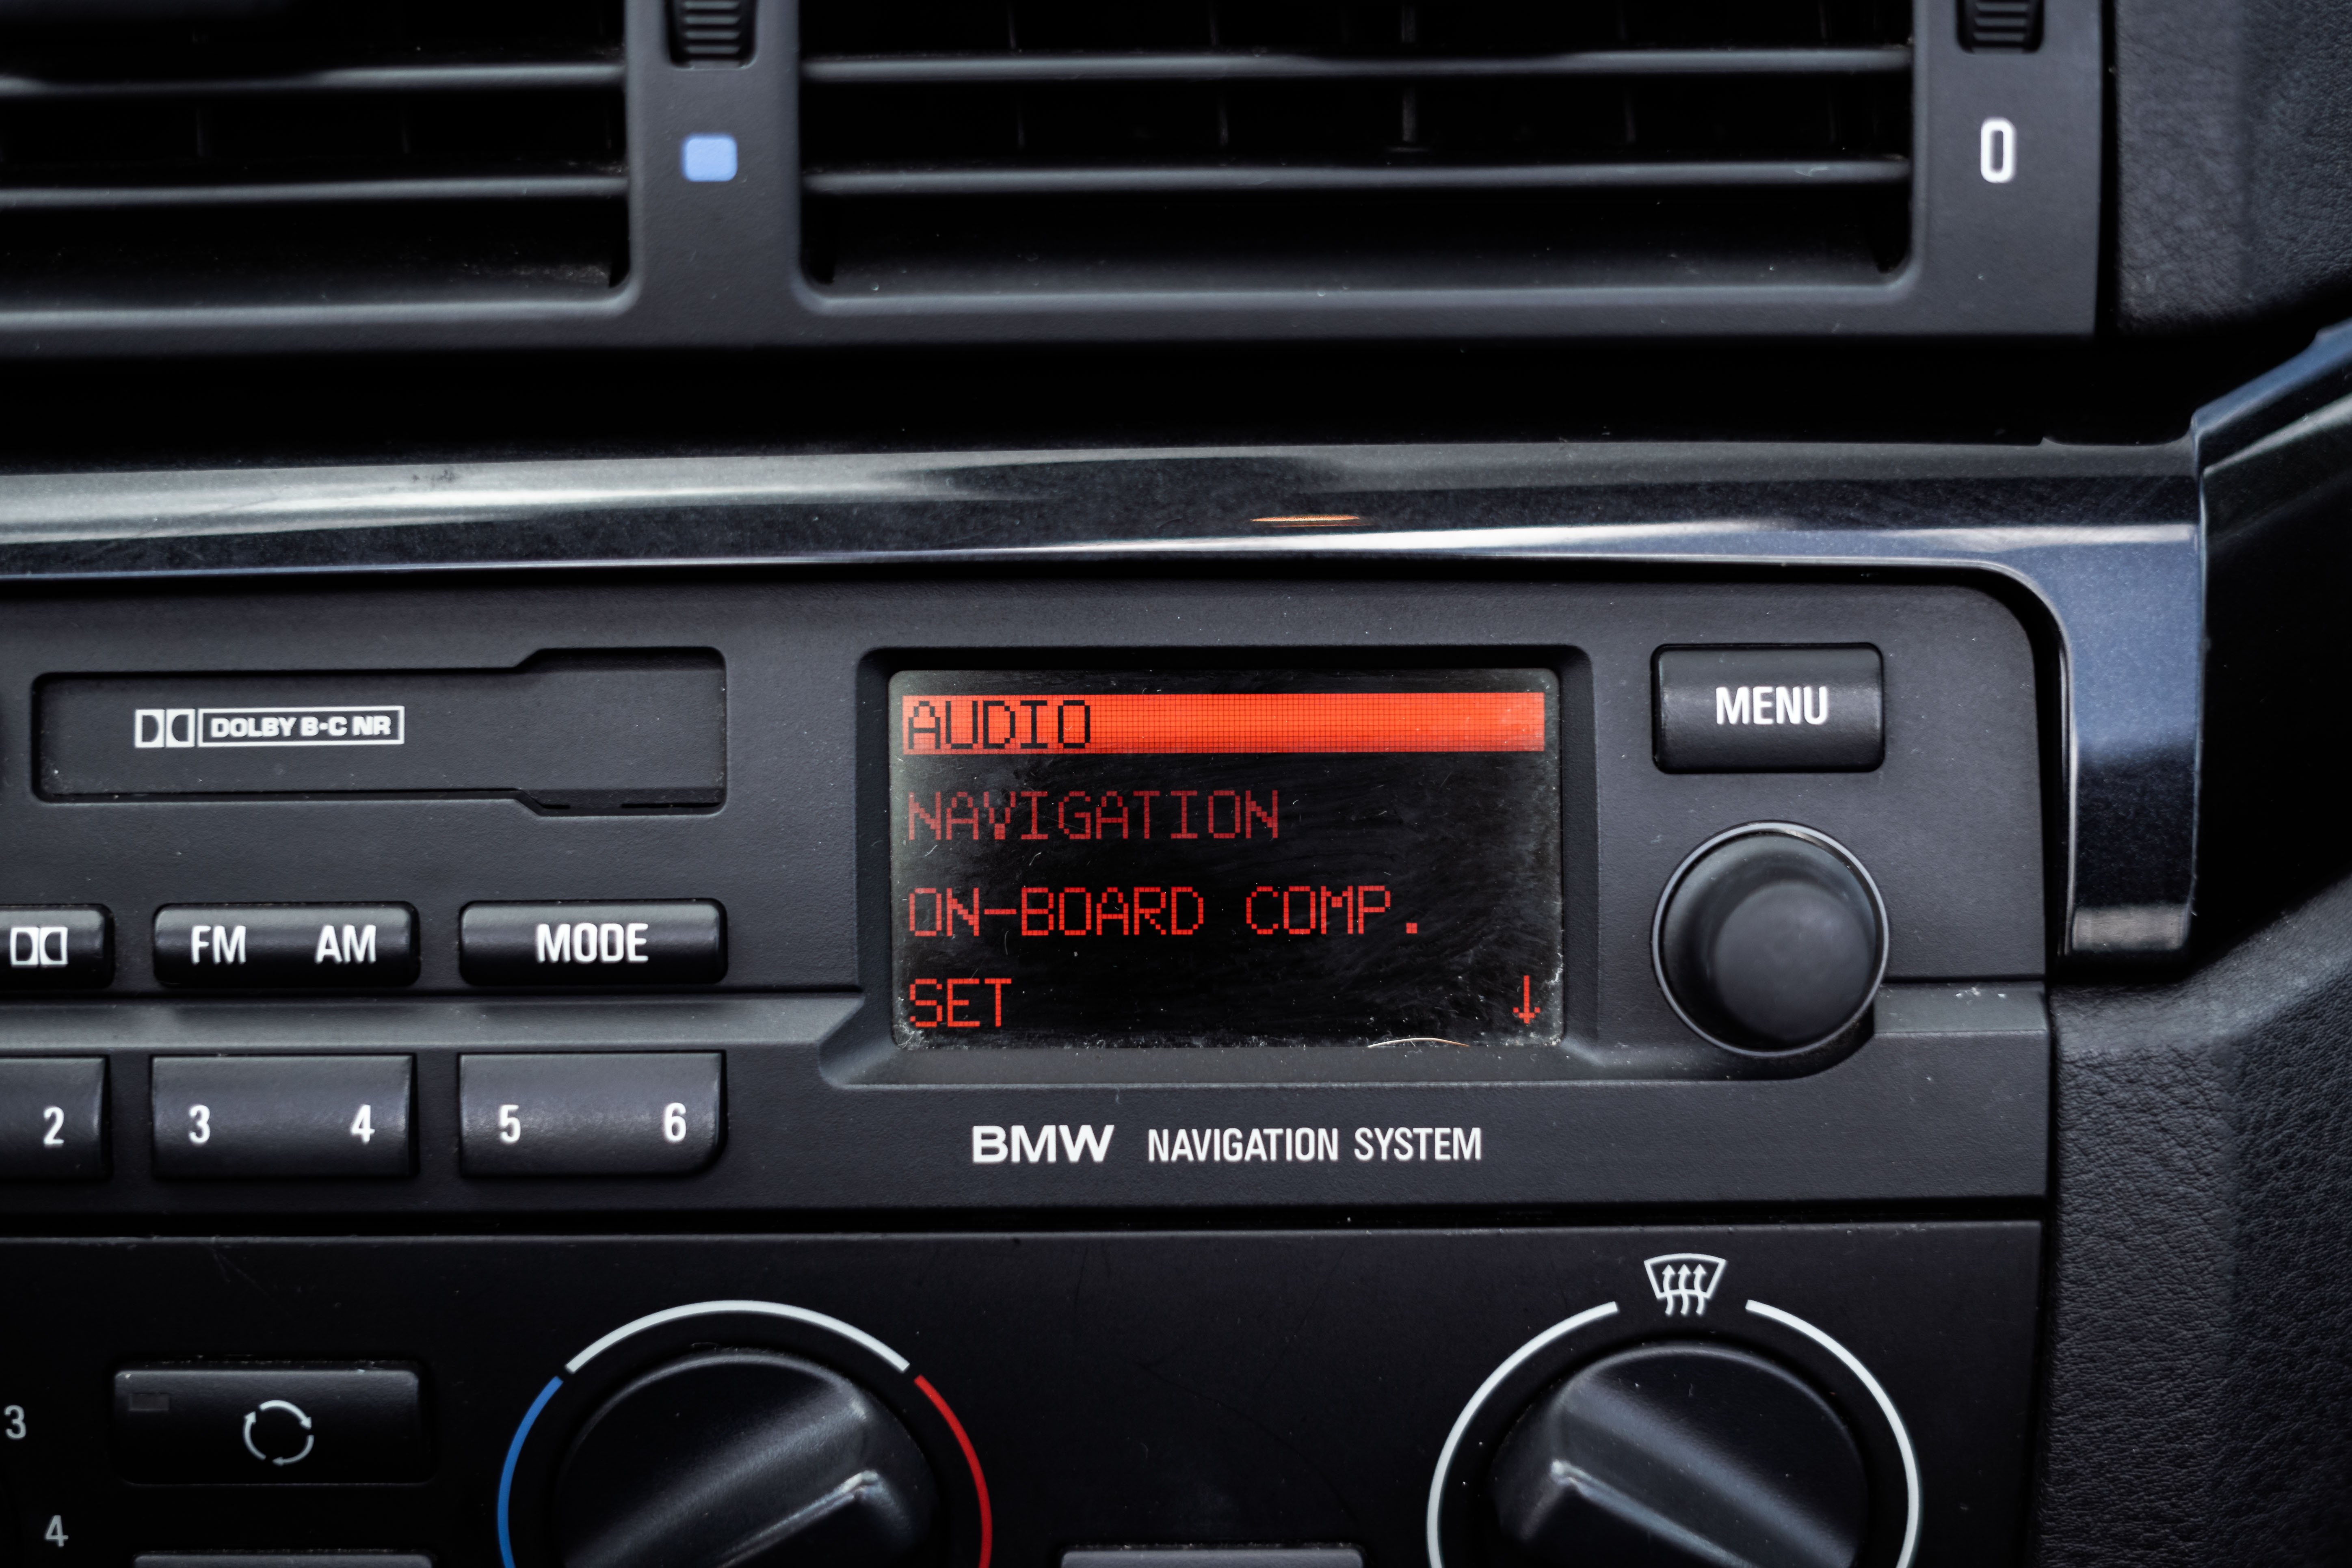 0
DOLBY B·C NR
MENU
AUDIO
NAVIGATION
ON-BOARD COMP.
SET ↓
FM AM MODE
2 3 4 5 6
BMW NAVIGATION SYSTEM
3
4